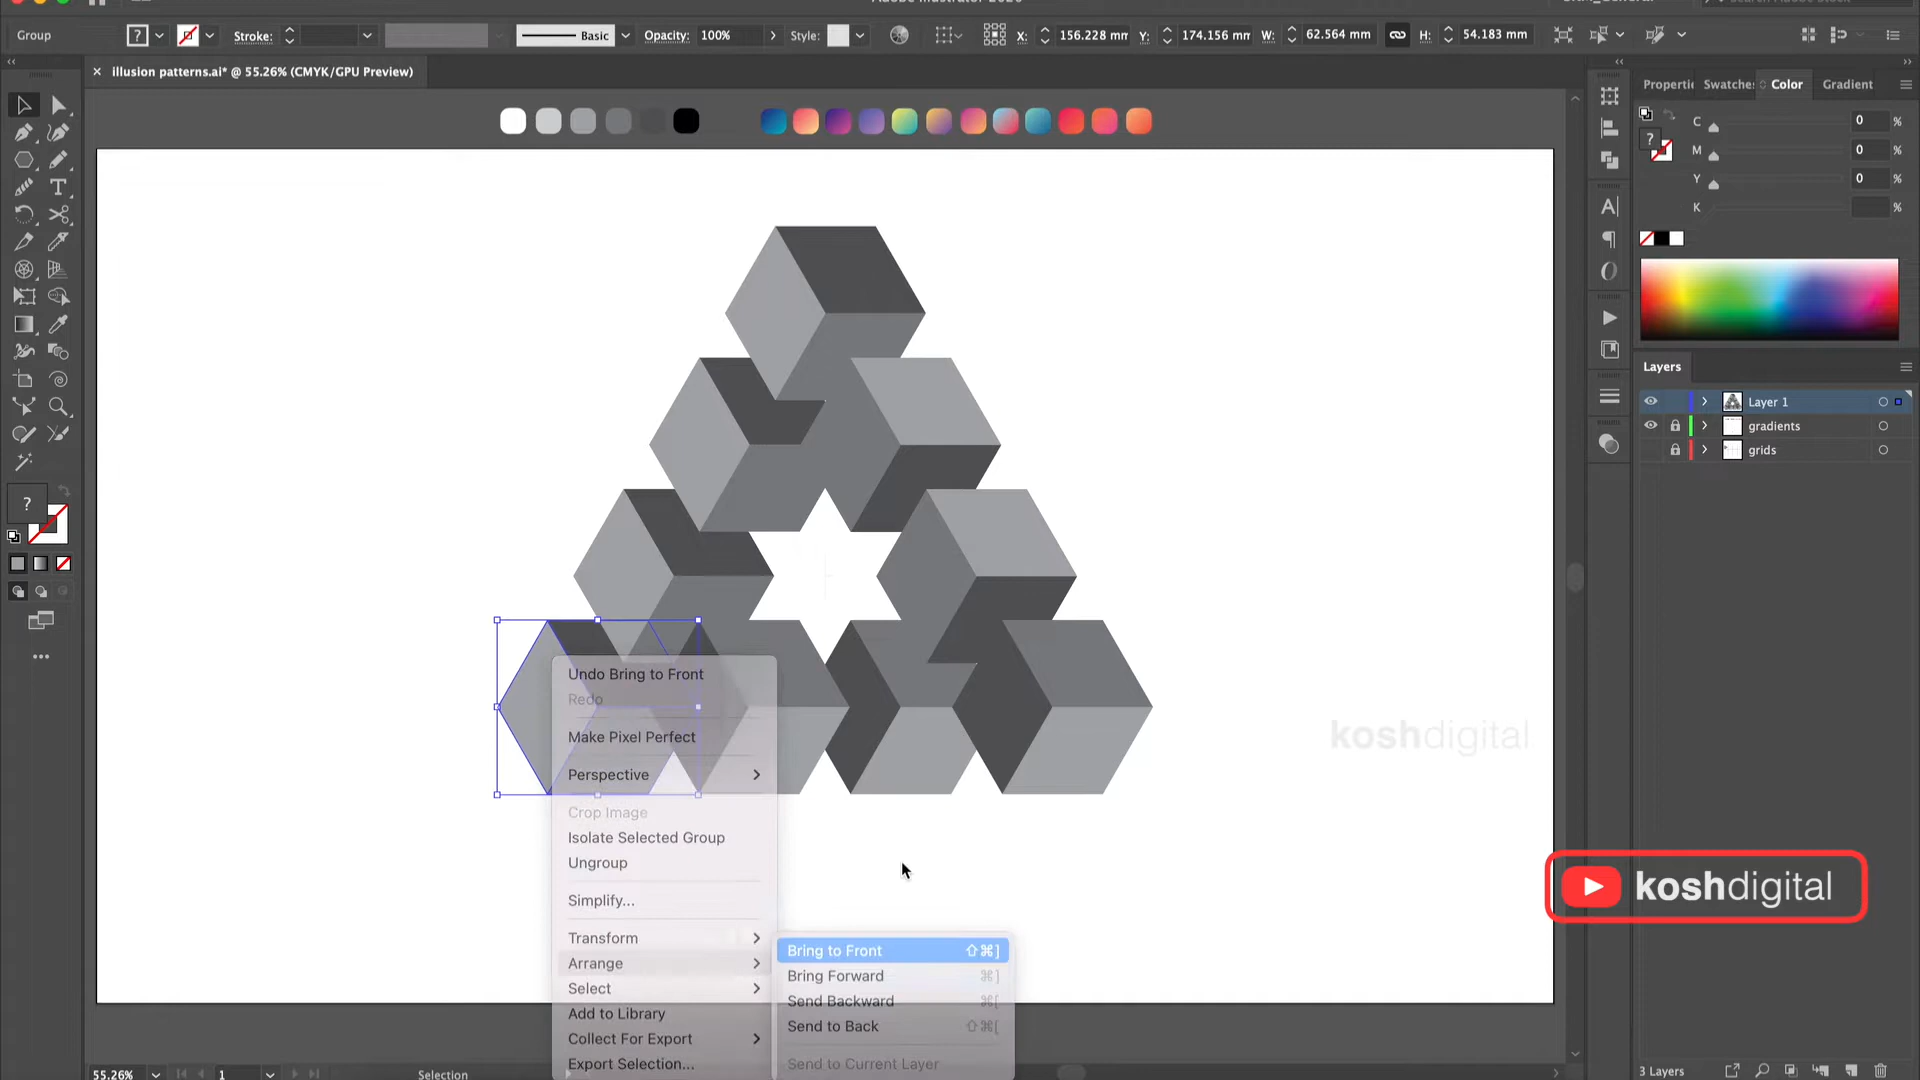 Group
?
Stroke:
Basic
Opacity:
100%
Style:
X:
156.228 mm
Y:
174.156 mm
W:
62.564 mm
H:
54.183 mm
illusion patterns.ai* @ 55.26% (CMYK/GPU Preview)
Properti
Swatches
Color
Gradient
C
0
%
M
0
%
Y
0
%
K
%
Layers
Layer 1
gradients
grids
Undo Bring to Front
Redo
Make Pixel Perfect
Perspective
Crop Image
Isolate Selected Group
Ungroup
Simplify...
Transform
Arrange
Select
Add to Library
Collect For Export
Export Selection...
Bring to Front ⇧⌘]
Bring Forward ⌘]
Send Backward ⌘[
Send to Back ⇧⌘[
Send to Current Layer
koshdigital
koshdigital
?
55.26%
1
Selection
3 Layers